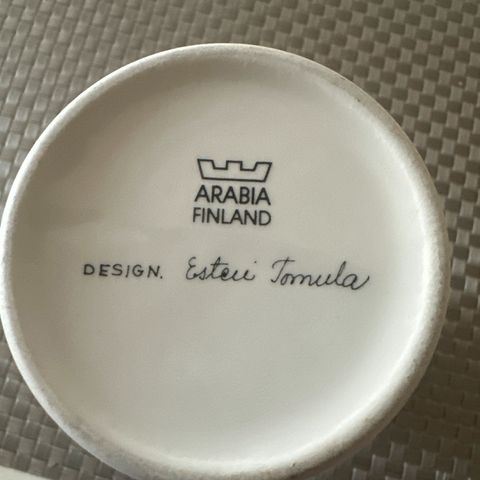 ARABIA
FINLAND
DESIGN. Esteri Tomula